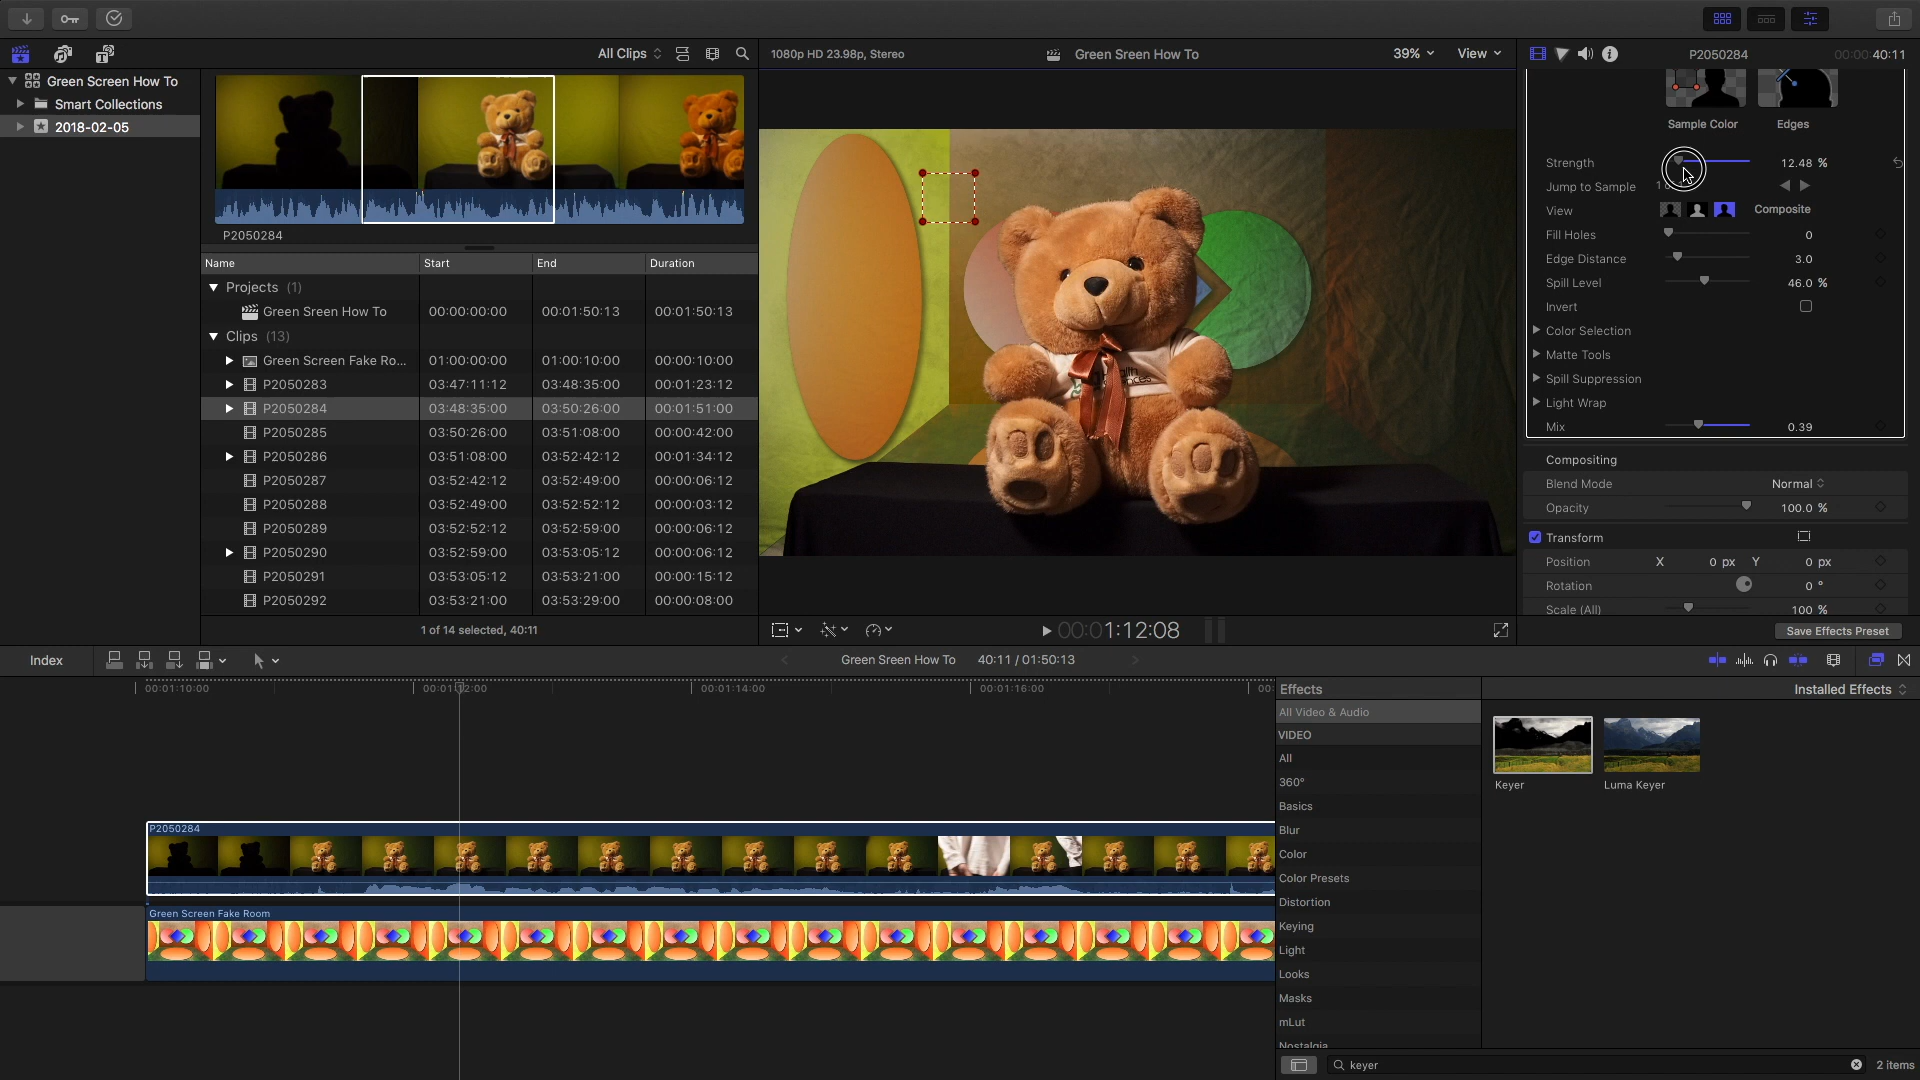 All Clips
1080p HD 23.98p, Stereo
Green Sreen How To
39%
View
P2050284
00:00:40:11
Green Screen How To
Smart Collections
2018-02-05
P2050284
Name Start End Duration
Projects (1)
Green Sreen How To 00:00:00:00 00:01:50:13 00:01:50:13
Clips (13)
Green Screen Fake Ro... 01:00:00:00 01:00:10:00 00:00:10:00
P2050283 03:47:11:12 03:48:35:00 00:01:23:12
P2050284 03:48:35:00 03:50:26:00 00:01:51:00
P2050285 03:50:26:00 03:51:08:00 00:00:42:00
P2050286 03:51:08:00 03:52:42:12 00:01:34:12
P2050287 03:52:42:12 03:52:49:00 00:00:06:12
P2050288 03:52:49:00 03:52:52:12 00:00:03:12
P2050289 03:52:52:12 03:52:59:00 00:00:06:12
P2050290 03:52:59:00 03:53:05:12 00:00:06:12
P2050291 03:53:05:12 03:53:21:00 00:00:15:12
P2050292 03:53:21:00 03:53:29:00 00:00:08:00
1 of 14 selected, 40:11
00:01:12:08
Sample Color Edges
Strength 12.48 %
Jump to Sample
View Composite
Fill Holes 0
Edge Distance 3.0
Spill Level 46.0 %
Invert
Color Selection
Matte Tools
Spill Suppression
Light Wrap
Mix 0.39
Compositing
Blend Mode Normal
Opacity 100.0 %
Transform
Position X 0 px Y 0 px
Rotation 0 °
Scale (All) 100 %
Save Effects Preset
Index
Green Sreen How To 40:11 / 01:50:13
00:01:10:00 00:01:12:00 00:01:14:00 00:01:16:00 00:
P2050284
Green Screen Fake Room
Effects
Installed Effects
All Video & Audio
VIDEO
All
360°
Basics
Blur
Color
Color Presets
Distortion
Keying
Light
Looks
Masks
mLut
Nostalgia
Keyer
Luma Keyer
keyer
2 items